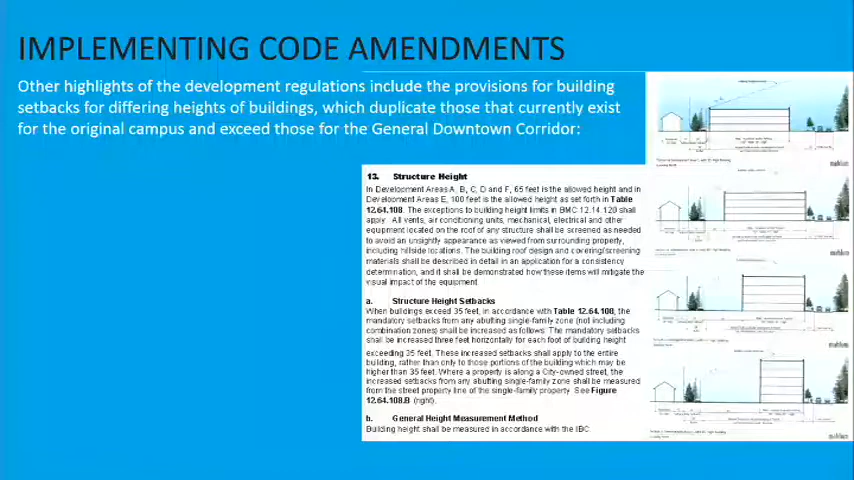 IMPLEMENTING CODE AMENDMENTS
Other highlights of the development regulations include the provisions for building
setbacks for differing heights of buildings, which duplicate those that currently exist
for the original campus and exceed those for the General Downtown Corridor:
13. Structure Height
In Development Areas A, B, C, D and F, 65 feet is the allowed height and in
Development Areas E, 100 feet is the allowed height as set forth in Table
12.64.108. The exceptions to building height limits in BMC 12.14.120 shall
apply. All vents, air conditioning units, mechanical, electrical and other
equipment located on the roof of any structure shall be screened as needed
to avoid an unsightly appearance as viewed from surrounding property,
including hillside locations. The building roof design and covering/screening
materials shall be described in detail in an application for a consistency
determination, and it shall be demonstrated how these items will mitigate the
visual impact of the equipment.
a. Structure Height Setbacks
When buildings exceed 35 feet, in accordance with Table 12.64.108, the
mandatory setbacks from any abutting single-family zone (not including
combination zones) shall be increased as follows: The mandatory setbacks
shall be increased three feet horizontally for each foot of building height
exceeding 35 feet. These increased setbacks shall apply to the entire
building, rather than only to those portions of the building which may be
higher than 35 feet. Where a property is along a City-owned street, the
increased setbacks from any abutting single-family zone shall be measured
from the street property line of the single-family property. See Figure
12.64.108.B (right).
b. General Height Measurement Method
Building height shall be measured in accordance with the IBC.
mahlum
mahlum
mahlum
mahlum